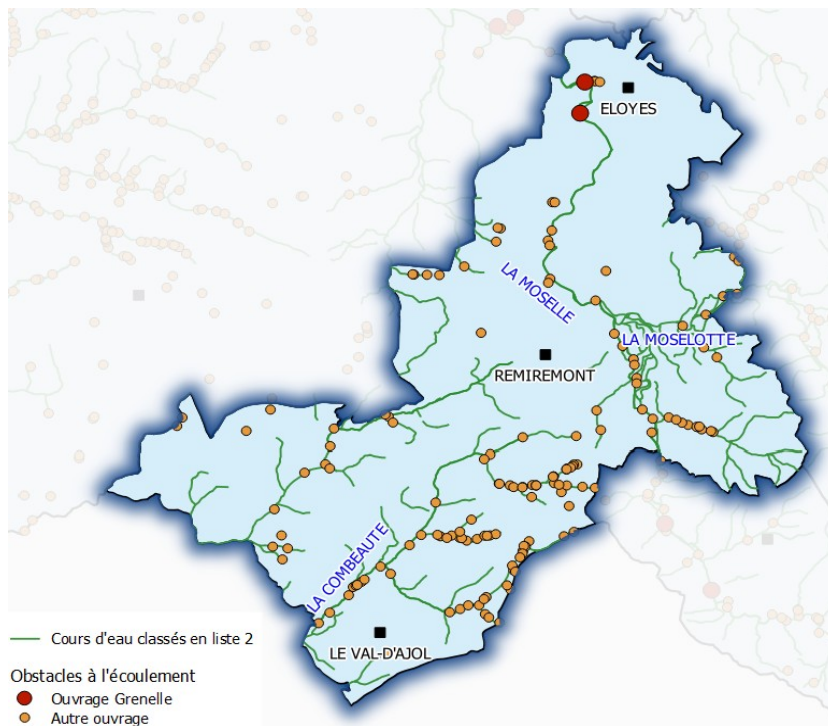 ELOYES
LA MOSELLE
LA MOSELOTTE
REMIREMONT
LA COMBEAUTE
LE VAL-D'AJOL
Cours d'eau classés en liste 2
Obstacles à l'écoulement
Ouvrage Grenelle
Autre ouvrage